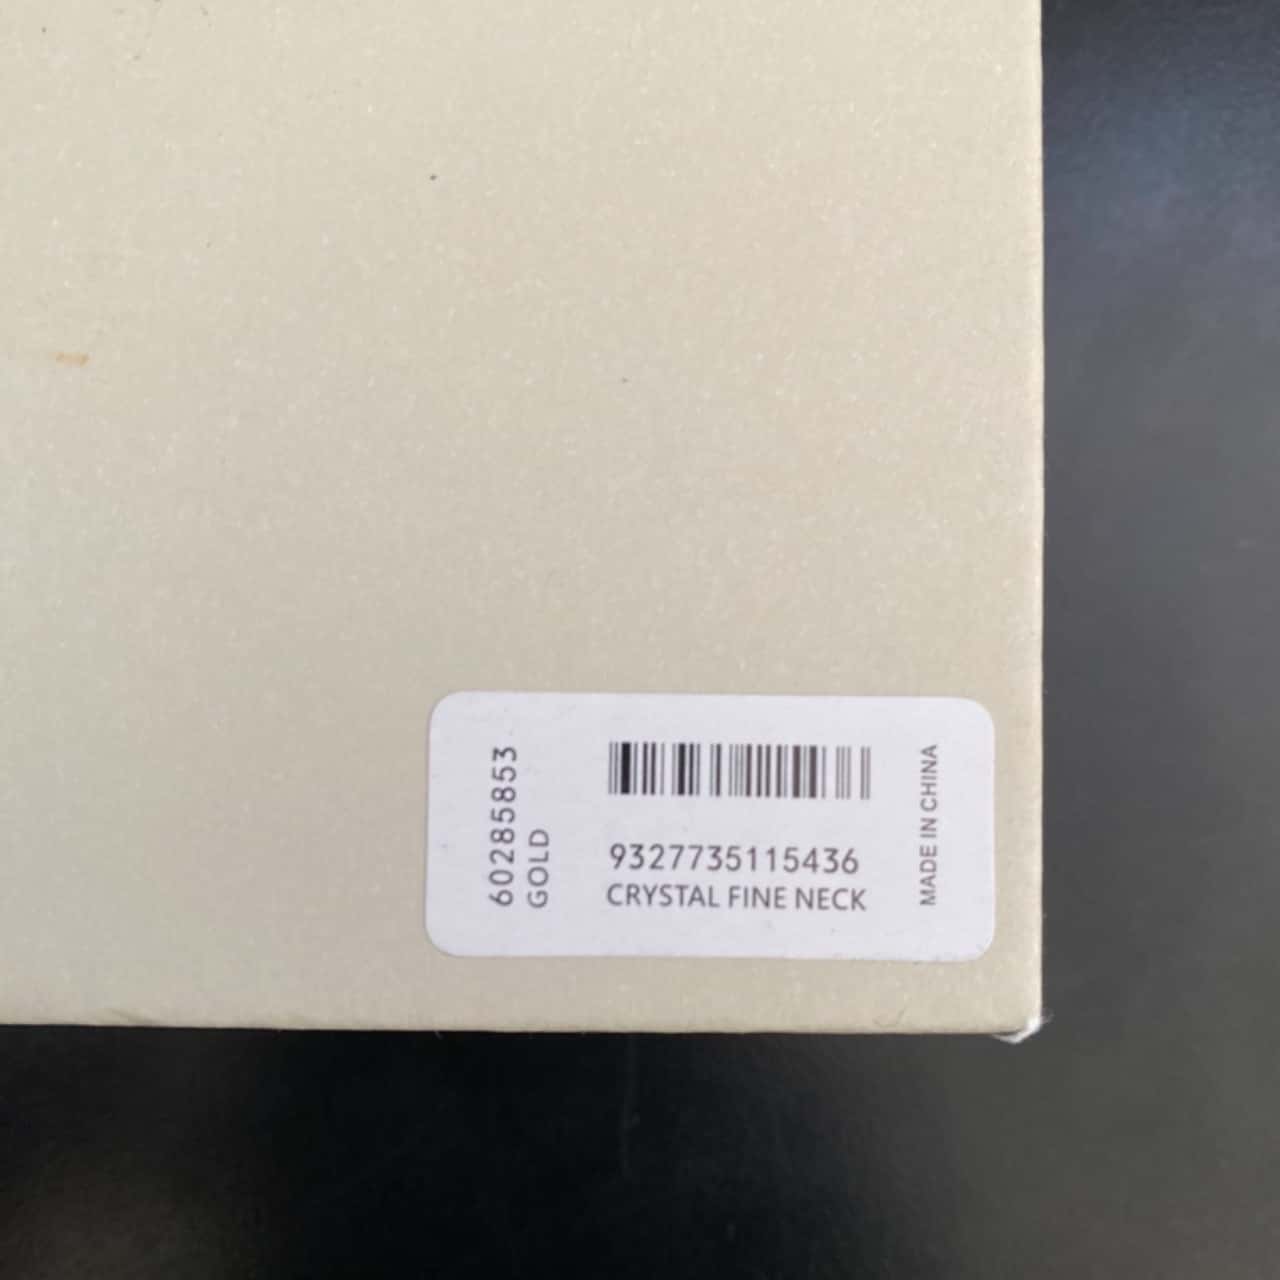 60285853
GOLD
9327735115436
CRYSTAL FINE NECK
MADE IN CHINA